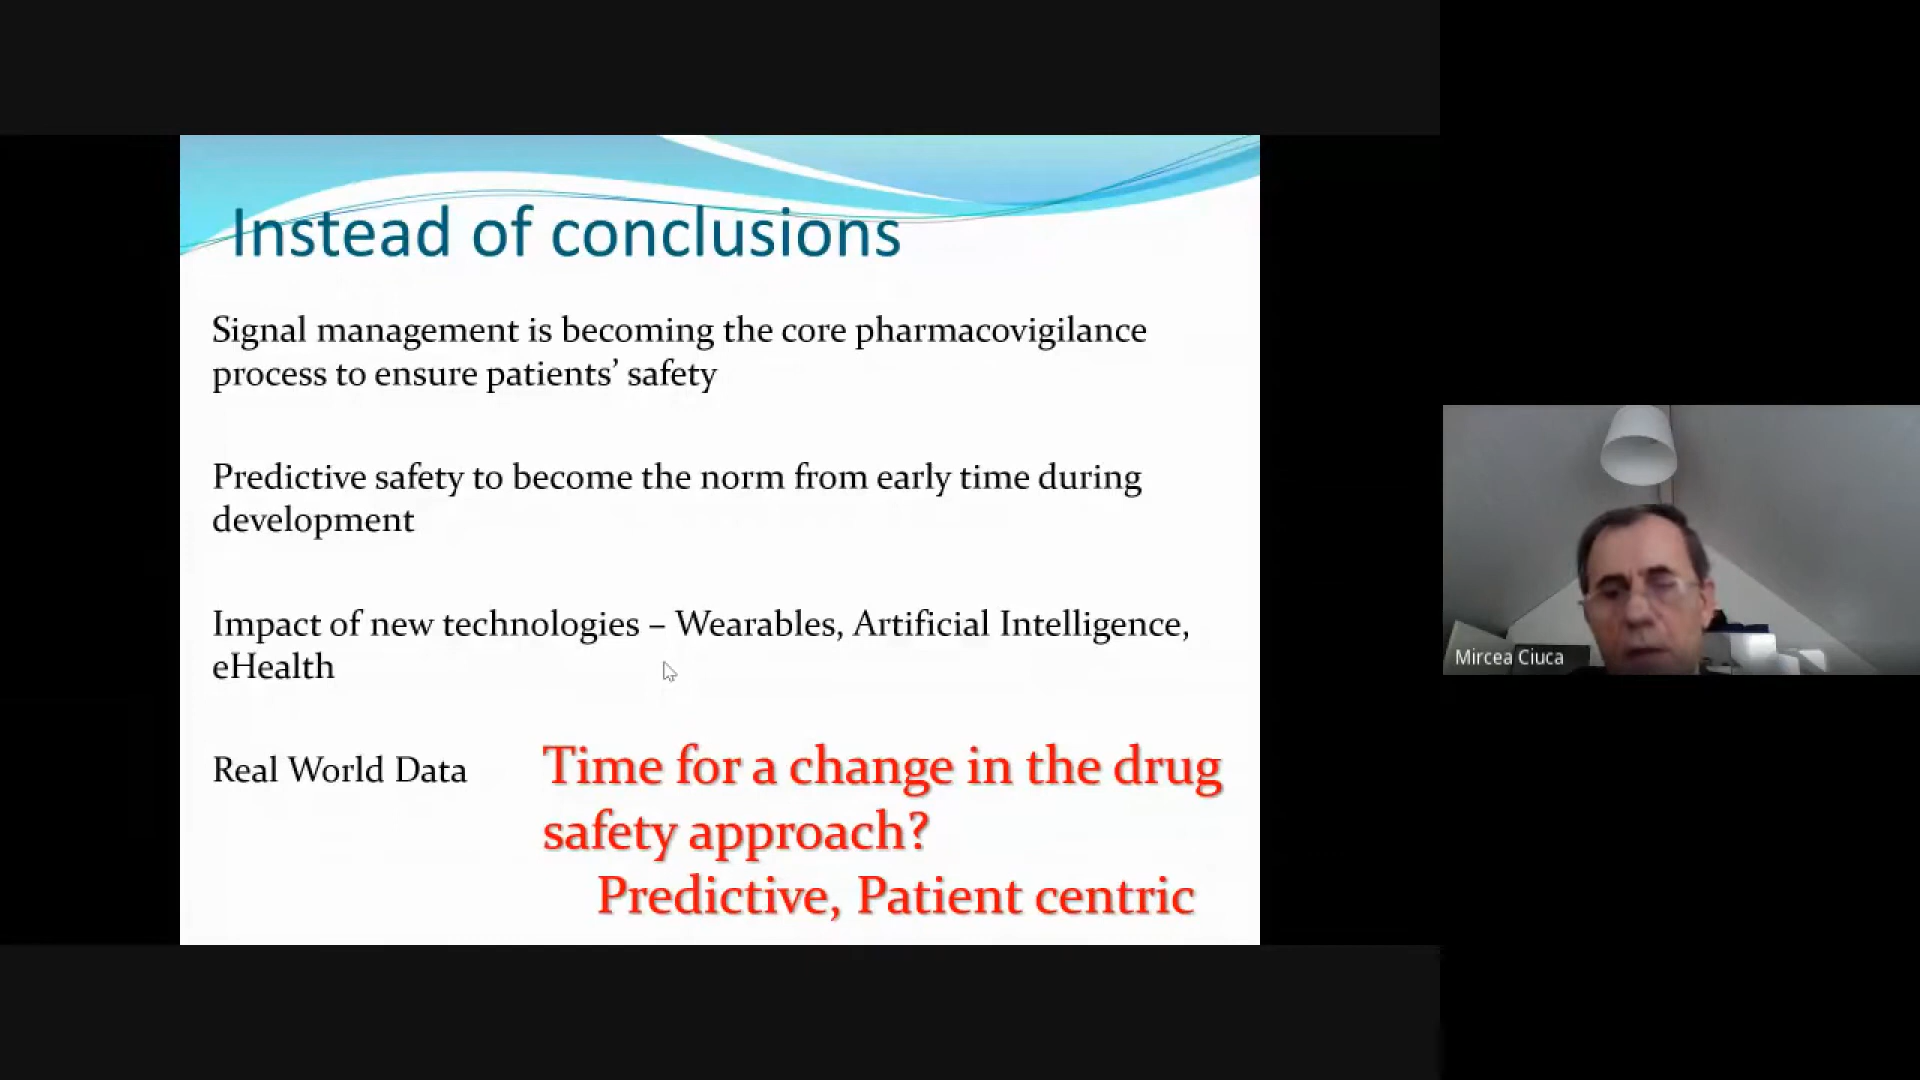 Instead of conclusions
Signal management is becoming the core pharmacovigilance
process to ensure patients’ safety
Predictive safety to become the norm from early time during
development
Impact of new technologies – Wearables, Artificial Intelligence,
eHealth
Real World Data
Time for a change in the drug
safety approach?
Predictive, Patient centric
Mircea Ciuca